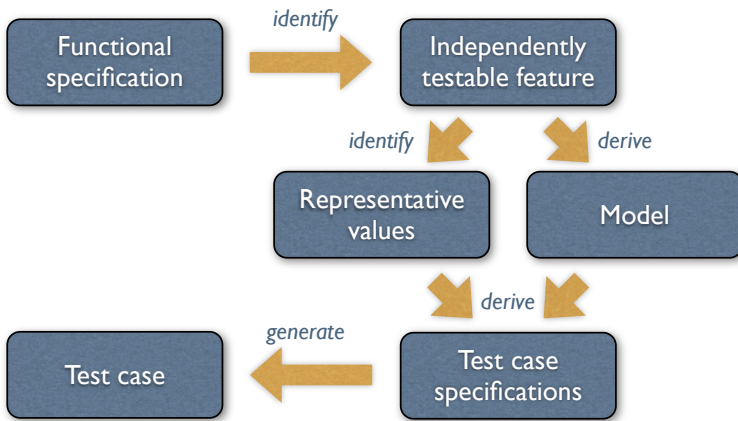 identify
Functional
specification
Independently
testable feature
identify
derive
Representative
values
Model
derive
generate
Test case
Test case
specifications